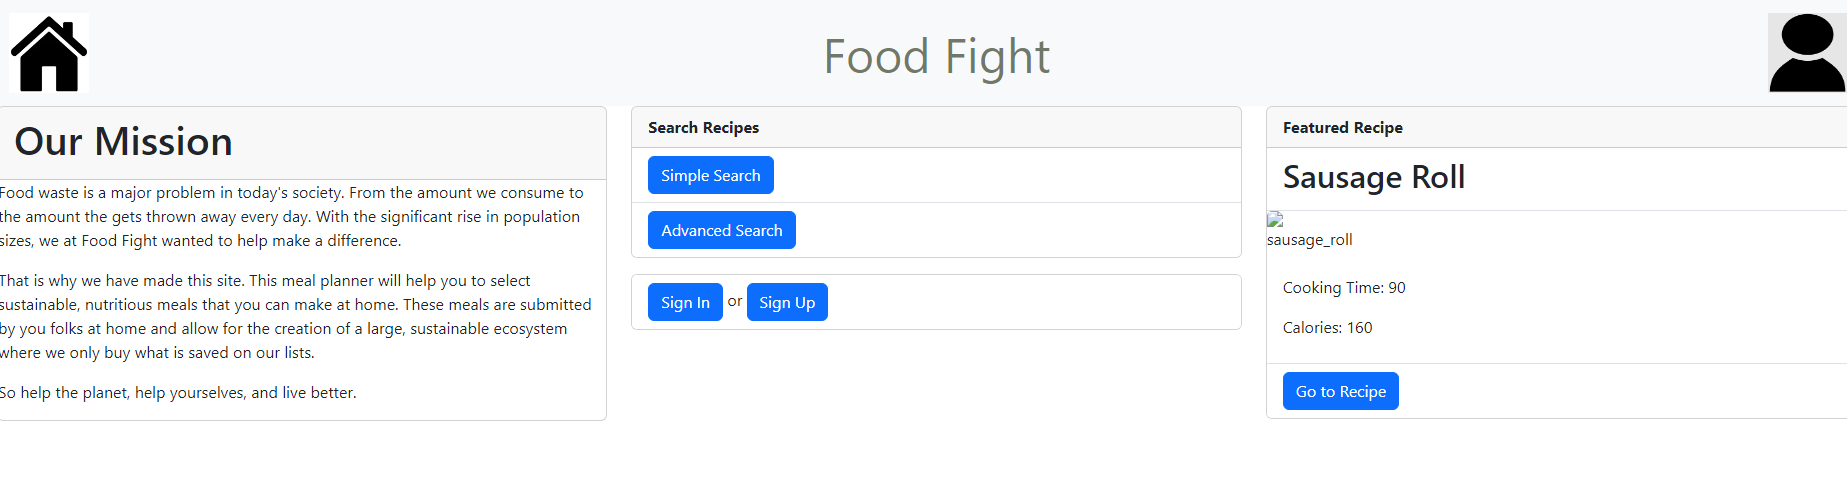 Food Fight
Our Mission
Food waste is a major problem in today's society. From the amount we consume to
the amount the gets thrown away every day. With the significant rise in population
sizes, we at Food Fight wanted to help make a difference.
That is why we have made this site. This meal planner will help you to select
sustainable, nutritious meals that you can make at home. These meals are submitted
by you folks at home and allow for the creation of a large, sustainable ecosystem
where we only buy what is saved on our lists.
So help the planet, help yourselves, and live better.
Search Recipes
Simple Search
Advanced Search
Sign In or Sign Up
Featured Recipe
Sausage Roll
sausage_roll
Cooking Time: 90
Calories: 160
Go to Recipe